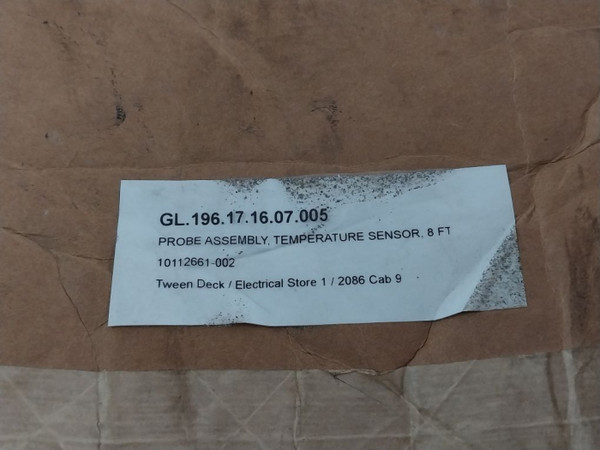 GL.196.17.16.07.005
PROBE ASSEMBLY, TEMPERATURE SENSOR, 8 FT
10112661-002
Tween Deck / Electrical Store 1 / 2086 Cab 9